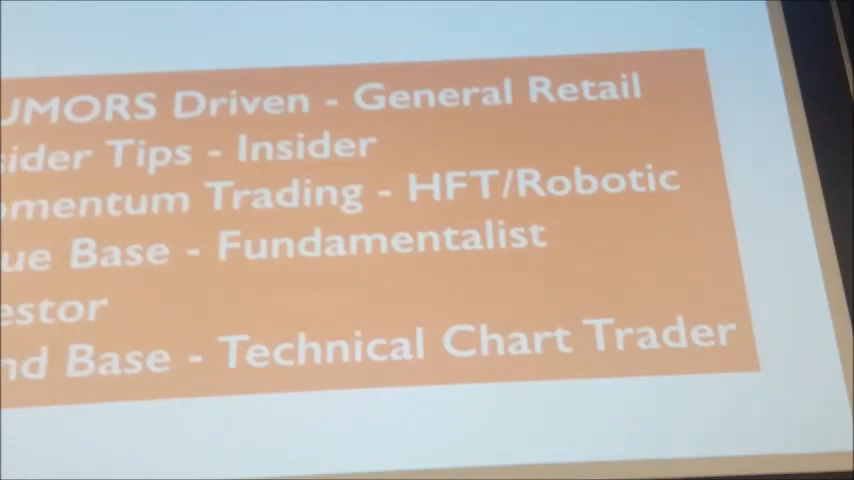 UMORS Driven - General Retail
sider Tips - Insider
omentum Trading - HFT/Robotic
ue Base - Fundamentalist
estor
nd Base - Technical Chart Trader